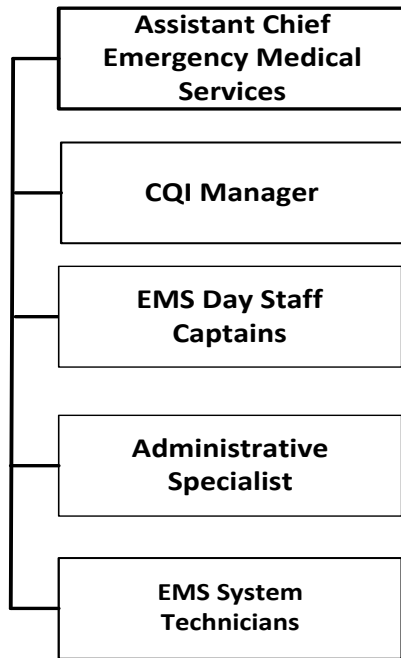 Assistant Chief
Emergency Medical
Services
CQI Manager
EMS Day Staff
Captains
Administrative
Specialist
EMS System
Technicians